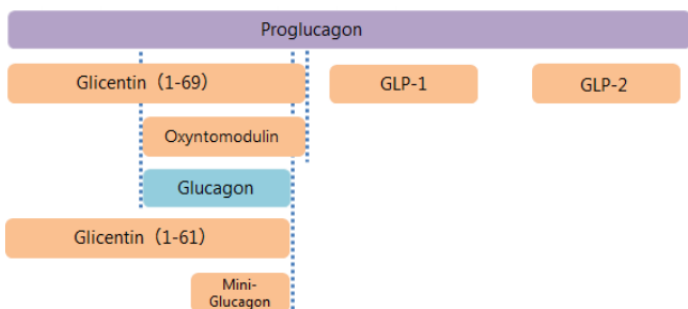 Proglucagon
Glicentin（1-69） GLP-1 GLP-2
Oxyntomodulin
Glucagon
Glicentin（1-61）
Mini-
Glucagon